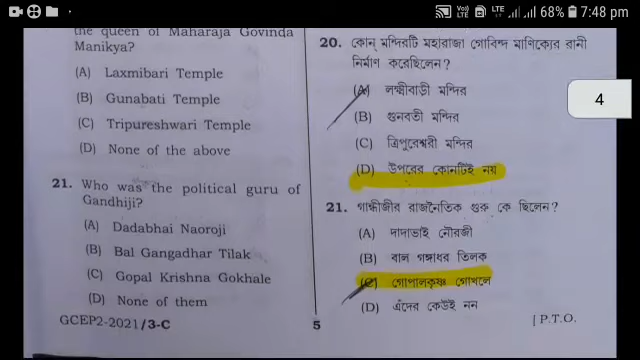 Vo)) LTE LTE 68% 7:48 pm
4
the queen of Maharaja Govinda
Manikya?
(A) Laxmibari Temple
(B) Gunabati Temple
(C) Tripureshwari Temple
(D) None of the above
21. Who was the political guru of
Gandhiji?
(A) Dadabhai Naoroji
(B) Bal Gangadhar Tilak
(C) Gopal Krishna Gokhale
(D) None of them
GCEP2-2021/3-C
20. কোন্ মন্দিরটি মহারাজা গোবিন্দ মাণিক্যের রানী
নির্মাণ করেছিলেন?
(A) লক্ষ্মীবাড়ী মন্দির
(B) গুনবতী মন্দির
(C) ত্রিপুরেশ্বরী মন্দির
(D) উপরের কোনটিই নয়
21. গান্ধীজীর রাজনৈতিক গুরু কে ছিলেন?
(A) দাদাভাই নৌরজী
(B) বাল গঙ্গাধর তিলক
(C) গোপালকৃষ্ণ গোখলে
(D) এঁদের কেউই নন
5
[ P.T.O.